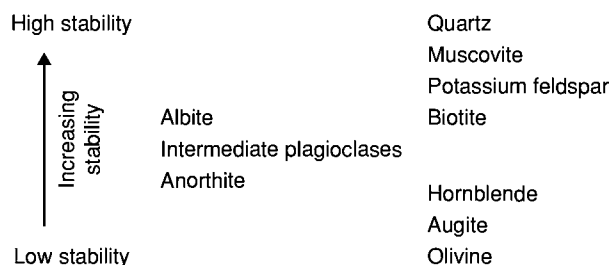 High stability
Quartz
Muscovite
Potassium feldspar
Albite
Biotite
Intermediate plagioclases
Anorthite
Hornblende
Augite
Low stability
Olivine
Increasing
stability